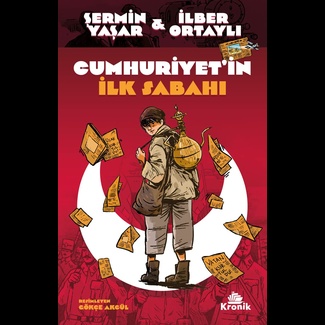 ŞERMİN & İLBER
YAŞAR ORTAYLI
CUMHURİYET'İN
İLK SABAHI
RESİMLEYEN
GÖKÇE AKGÜL
Kronik